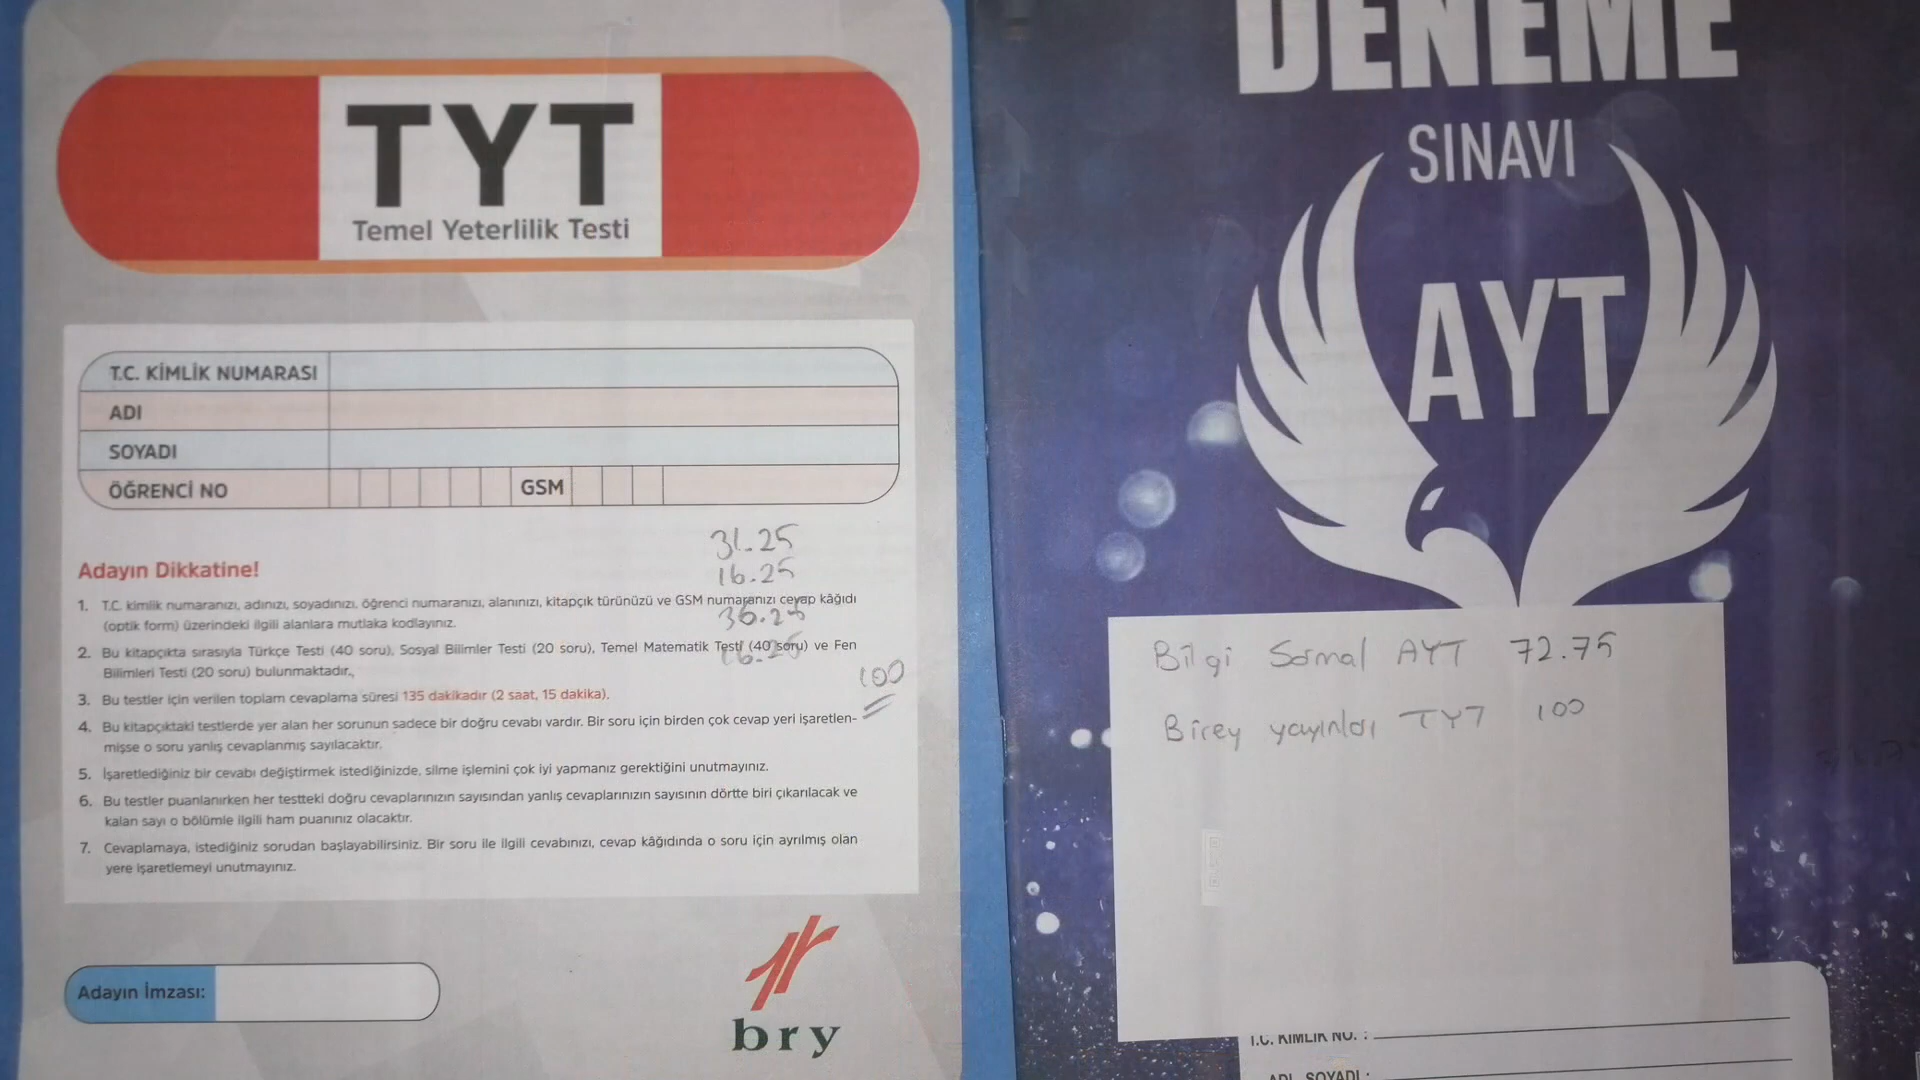 TYT
Temel Yeterlilik Testi
T.C. KİMLİK NUMARASI
ADI
SOYADI
ÖĞRENCİ NO
GSM
31.25
16.25
36.25
16.25
100
Adayın Dikkatine!
1. T.C. kimlik numaranızı, adınızı, soyadınızı, öğrenci numaranızı, alanınızı, kitapçık türünüzü ve GSM numaranızı cevap kâğıdı
(optik form) üzerindeki ilgili alanlara mutlaka kodlayınız.
2. Bu kitapçıkta sırasıyla Türkçe Testi (40 soru), Sosyal Bilimler Testi (20 soru), Temel Matematik Testi (40 soru) ve Fen
Bilimleri Testi (20 soru) bulunmaktadır.
3. Bu testler için verilen toplam cevaplama süresi 135 dakikadır (2 saat, 15 dakika).
4. Bu kitapçıktaki testlerde yer alan her sorunun sadece bir doğru cevabı vardır. Bir soru için birden çok cevap yeri işaretlen-
mişse o soru yanlış cevaplanmış sayılacaktır.
5. İşaretlediğiniz bir cevabı değiştirmek istediğinizde, silme işlemini çok iyi yapmanız gerektiğini unutmayınız.
6. Bu testler puanlanırken her testteki doğru cevaplarınızın sayısından yanlış cevaplarınızın sayısının dörtte biri çıkarılacak ve
kalan sayı o bölümle ilgili ham puanınız olacaktır.
7. Cevaplamaya, istediğiniz sorudan başlayabilirsiniz. Bir soru ile ilgili cevabınızı, cevap kâğıdında o soru için ayrılmış olan
yere işaretlemeyi unutmayınız.
Adayın İmzası:
bry
DENEME
SINAVI
AYT
Bilgi Sarmal AYT 72.75
Birey yayınları TYT 100
T.C. KİMLİK NO. :
ADI, SOYADI :